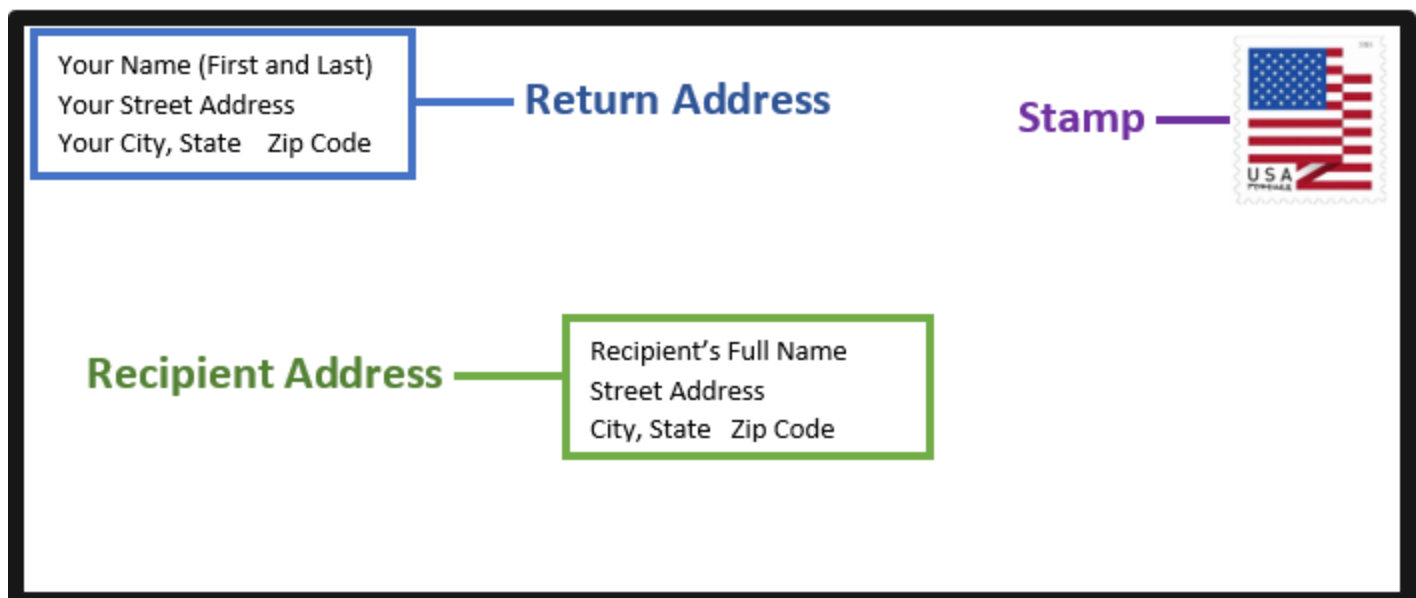 Your Name (First and Last)
Your Street Address
Your City, State Zip Code
Return Address
Stamp
USA
Recipient Address
Recipient’s Full Name
Street Address
City, State Zip Code